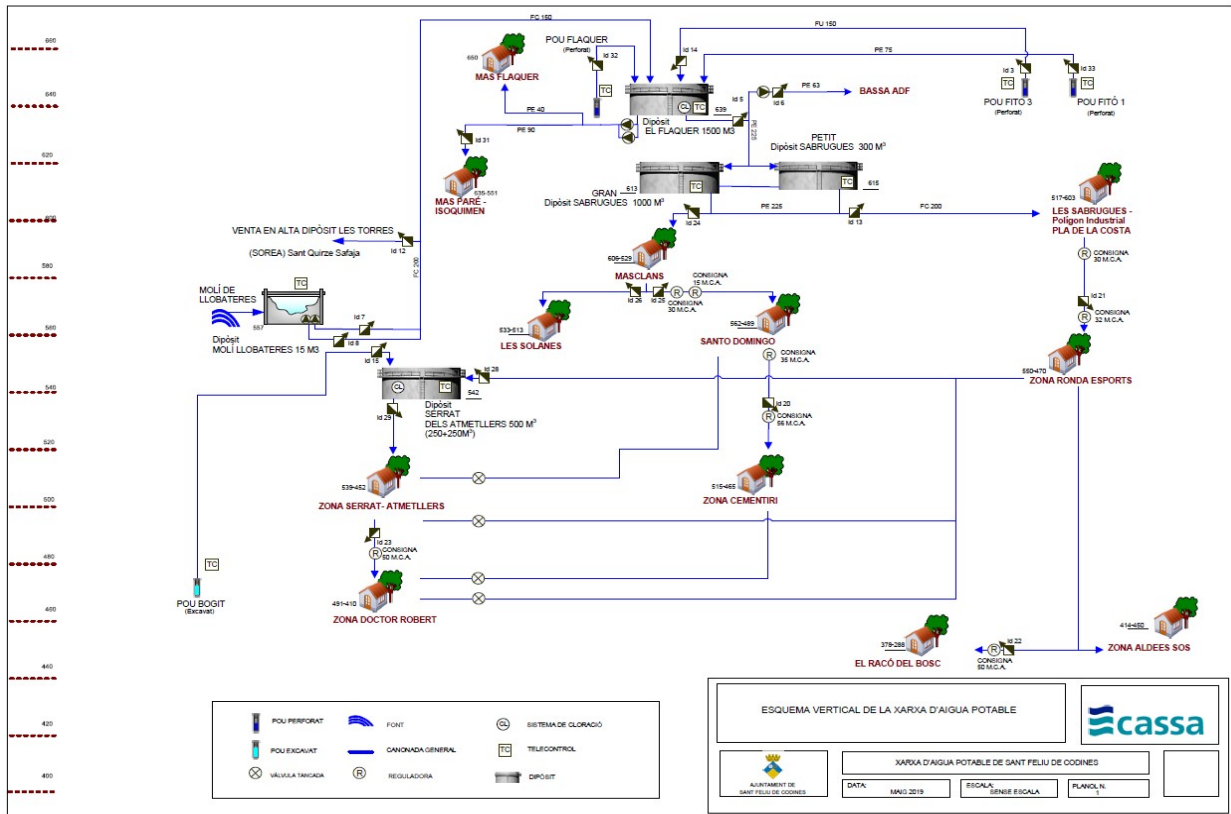 FC 150
FU 150
PE 75
660
640
620
600
580
560
540
520
500
480
460
440
420
400
POU FLAQUER
(Perforat)
Id 32
Id 14
Id 3
Id 33
TC
TC
TC
650
MAS FLAQUER
POU FITÓ 3
(Perforat)
POU FITÓ 1
(Perforat)
CL
TC
639
Dipòsit
EL FLAQUER 1500 M3
Id 5
Id 6
PE 63
BASSA ADF
PE 225
PE 40
PE 90
Id 31
MAS PARÉ -
ISOQUIMEN
PETIT
Dipòsit SABRUGUES 300 M³
TC
TC
613
615
GRAN
Dipòsit SABRUGUES 1000 M³
Id 24
PE 225
Id 13
FC 200
517-603
LES SABRUGUES -
Polígon Industrial
PLA DE LA COSTA
VENTA EN ALTA DIPÒSIT LES TORRES
(SOREA) Sant Quirze Safaja
Id 12
FC 200
606-529
MASCLANS
R
CONSIGNA
30 M.C.A.
MOLÍ DE
LLOBATERES
TC
557
Dipòsit
MOLÍ LLOBATERES 15 M3
Id 7
Id 8
Id 15
Id 26
Id 25
R
R
CONSIGNA
15 M.C.A.
CONSIGNA
30 M.C.A.
Id 21
R
CONSIGNA
32 M.C.A.
533-513
LES SOLANES
552-489
SANTO DOMINGO
R
CONSIGNA
35 M.C.A.
550-470
ZONA RONDA ESPORTS
CL
TC
Id 28
542
Dipòsit
SERRAT
DELS ATMETLLERS 500 M³
(250+250M³)
Id 29
Id 20
R
CONSIGNA
56 M.C.A.
539-452
ZONA SERRAT- ATMETLLERS
515-465
ZONA CEMENTIRI
Id 23
R
CONSIGNA
50 M.C.A.
TC
POU BOGIT
(Excavat)
491-410
ZONA DOCTOR ROBERT
EL RACÓ DEL BOSC
R
Id 22
CONSIGNA
50 M.C.A.
414-450
ZONA ALDEES SOS
POU PERFORAT
FONT
CL
SISTEMA DE CLORACIÓ
POU EXCAVAT
CANONADA GENERAL
TC
TELECONTROL
VÀLVULA TANCADA
R
REGULADORA
DIPÒSIT
ESQUEMA VERTICAL DE LA XARXA D'AIGUA POTABLE
cassa
AJUNTAMENT DE
SANT FELIU DE CODINES
XARXA D'AIGUA POTABLE DE SANT FELIU DE CODINES
DATA:
MAIG 2019
ESCALA:
SENSE ESCALA
PLANOL N.
1